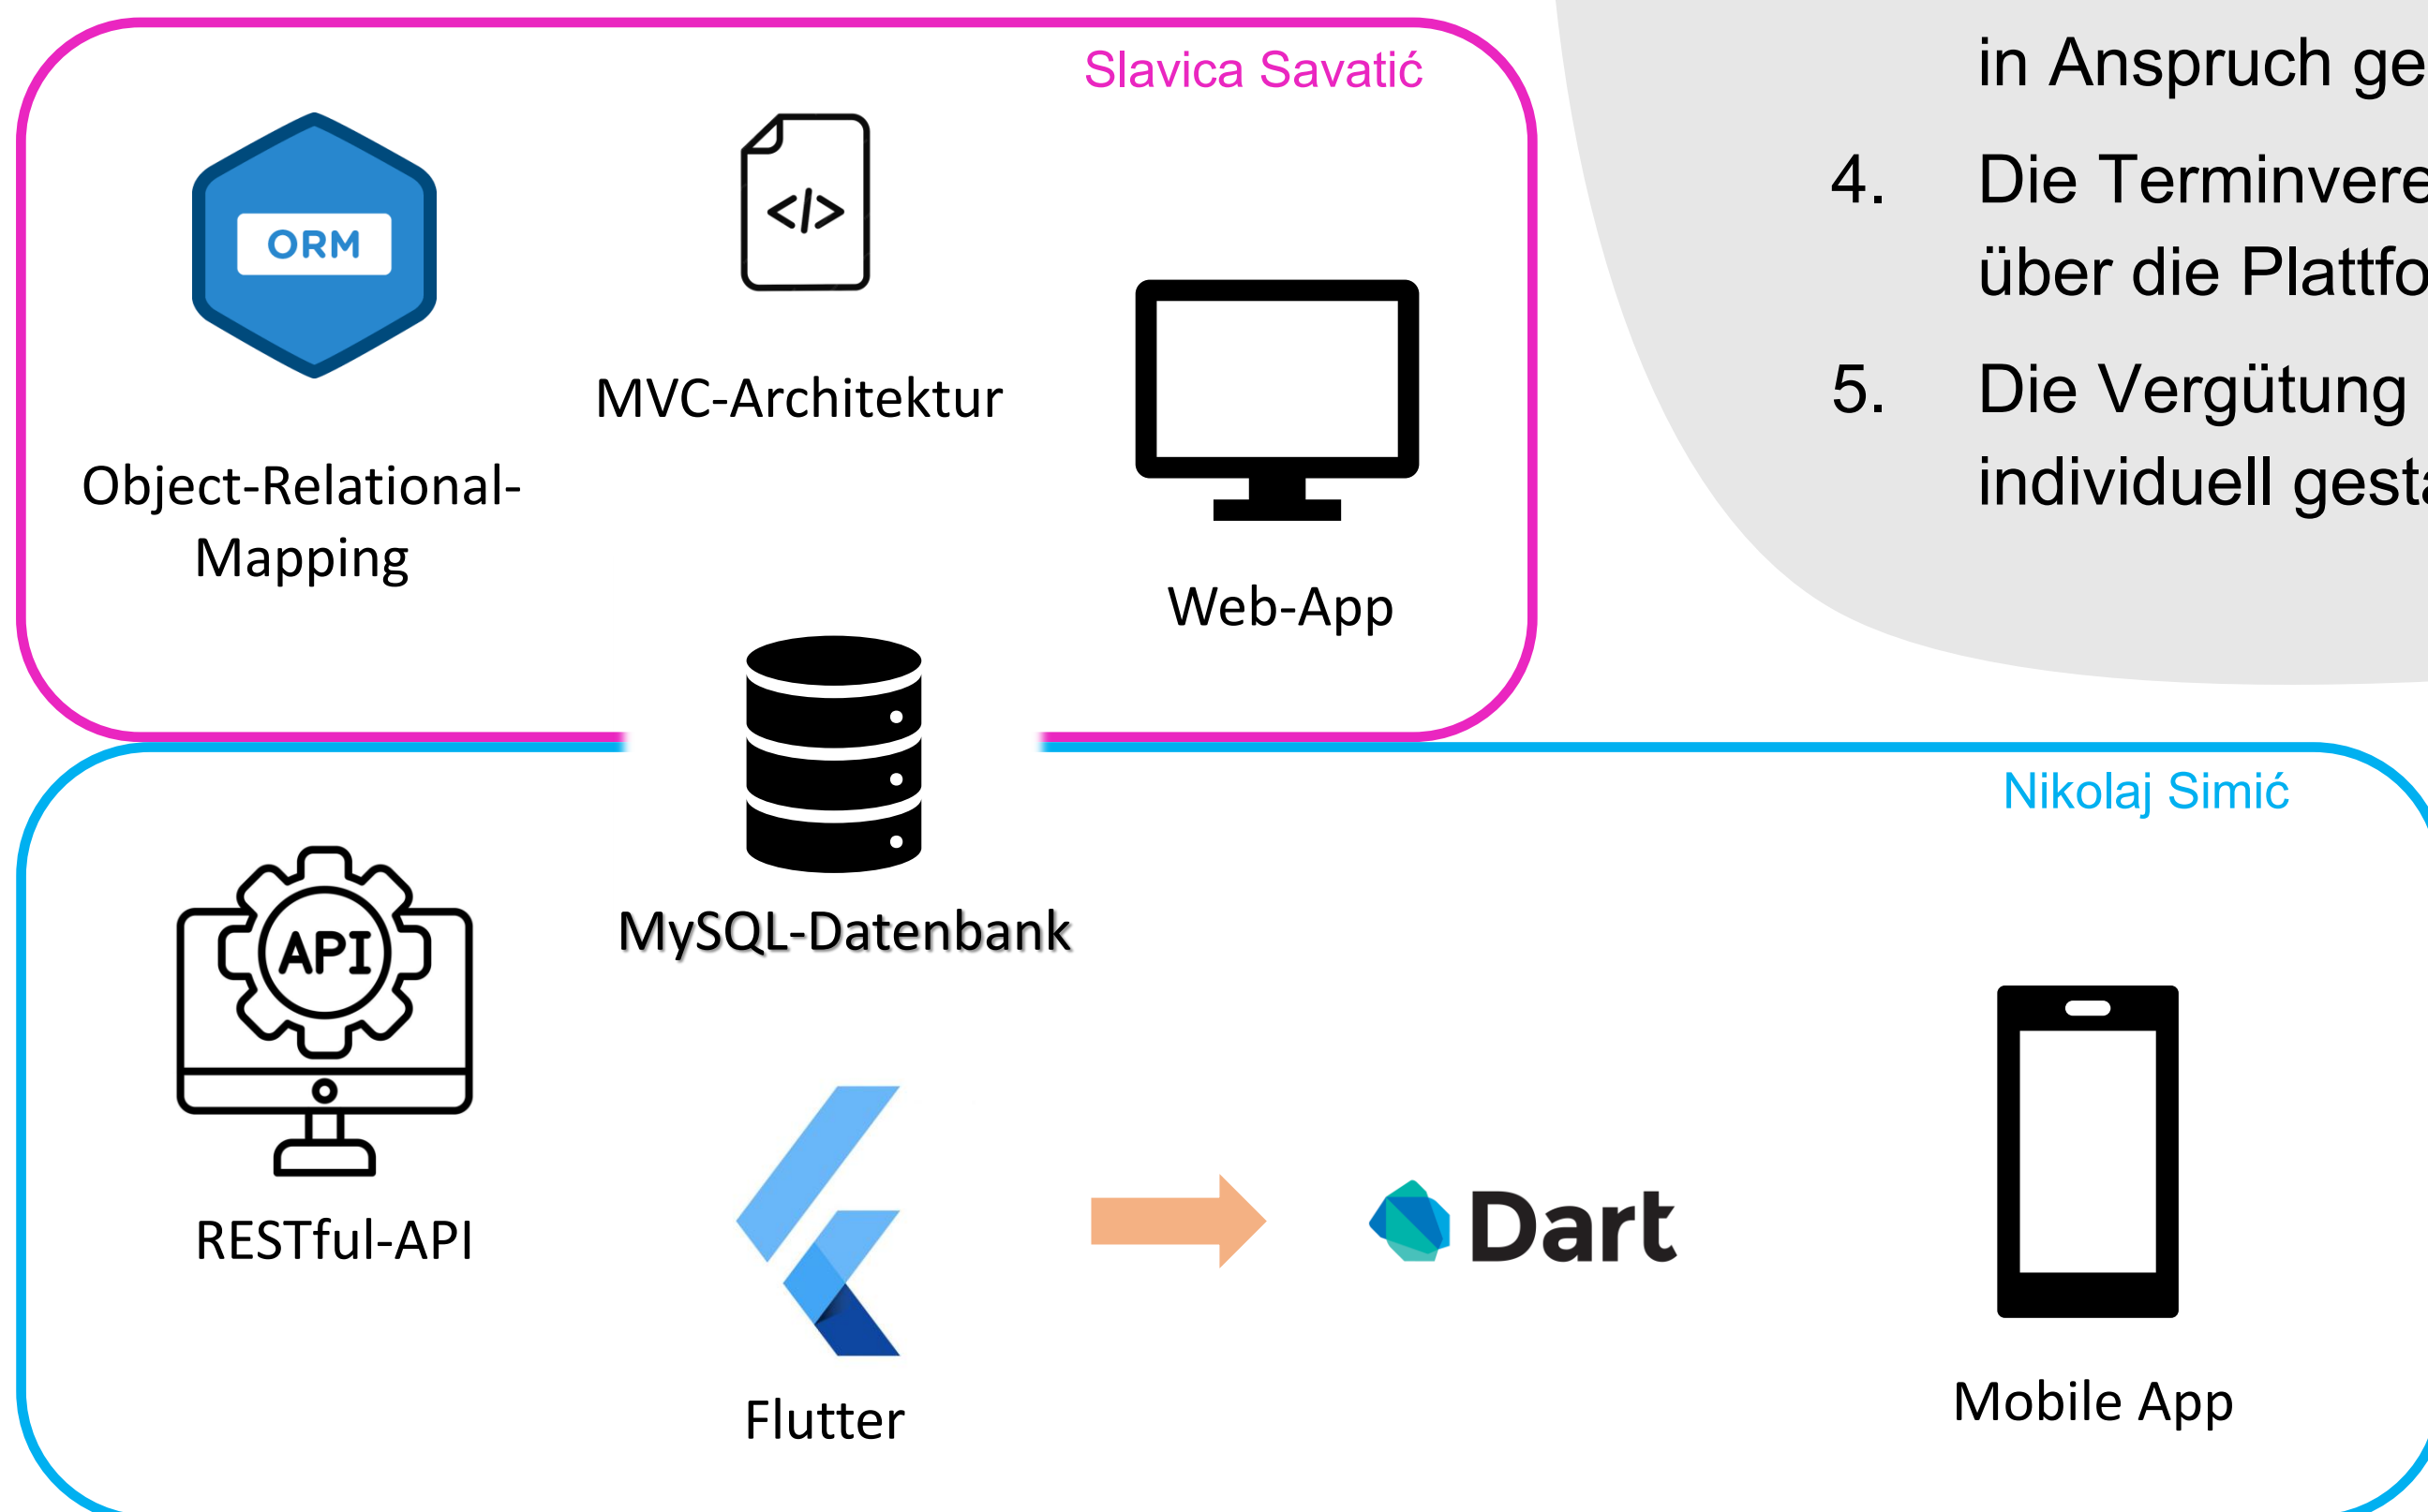 Slavica Savatić
ORM
</>
MVC-Architektur
Object-Relational-
Mapping
Web-App
in Anspruch ge
4. Die Terminvere
über die Plattfo
5. Die Vergütung
individuell gesta
MySQL-Datenbank
Nikolaj Simić
API
RESTful-API
Flutter
Dart
Mobile App